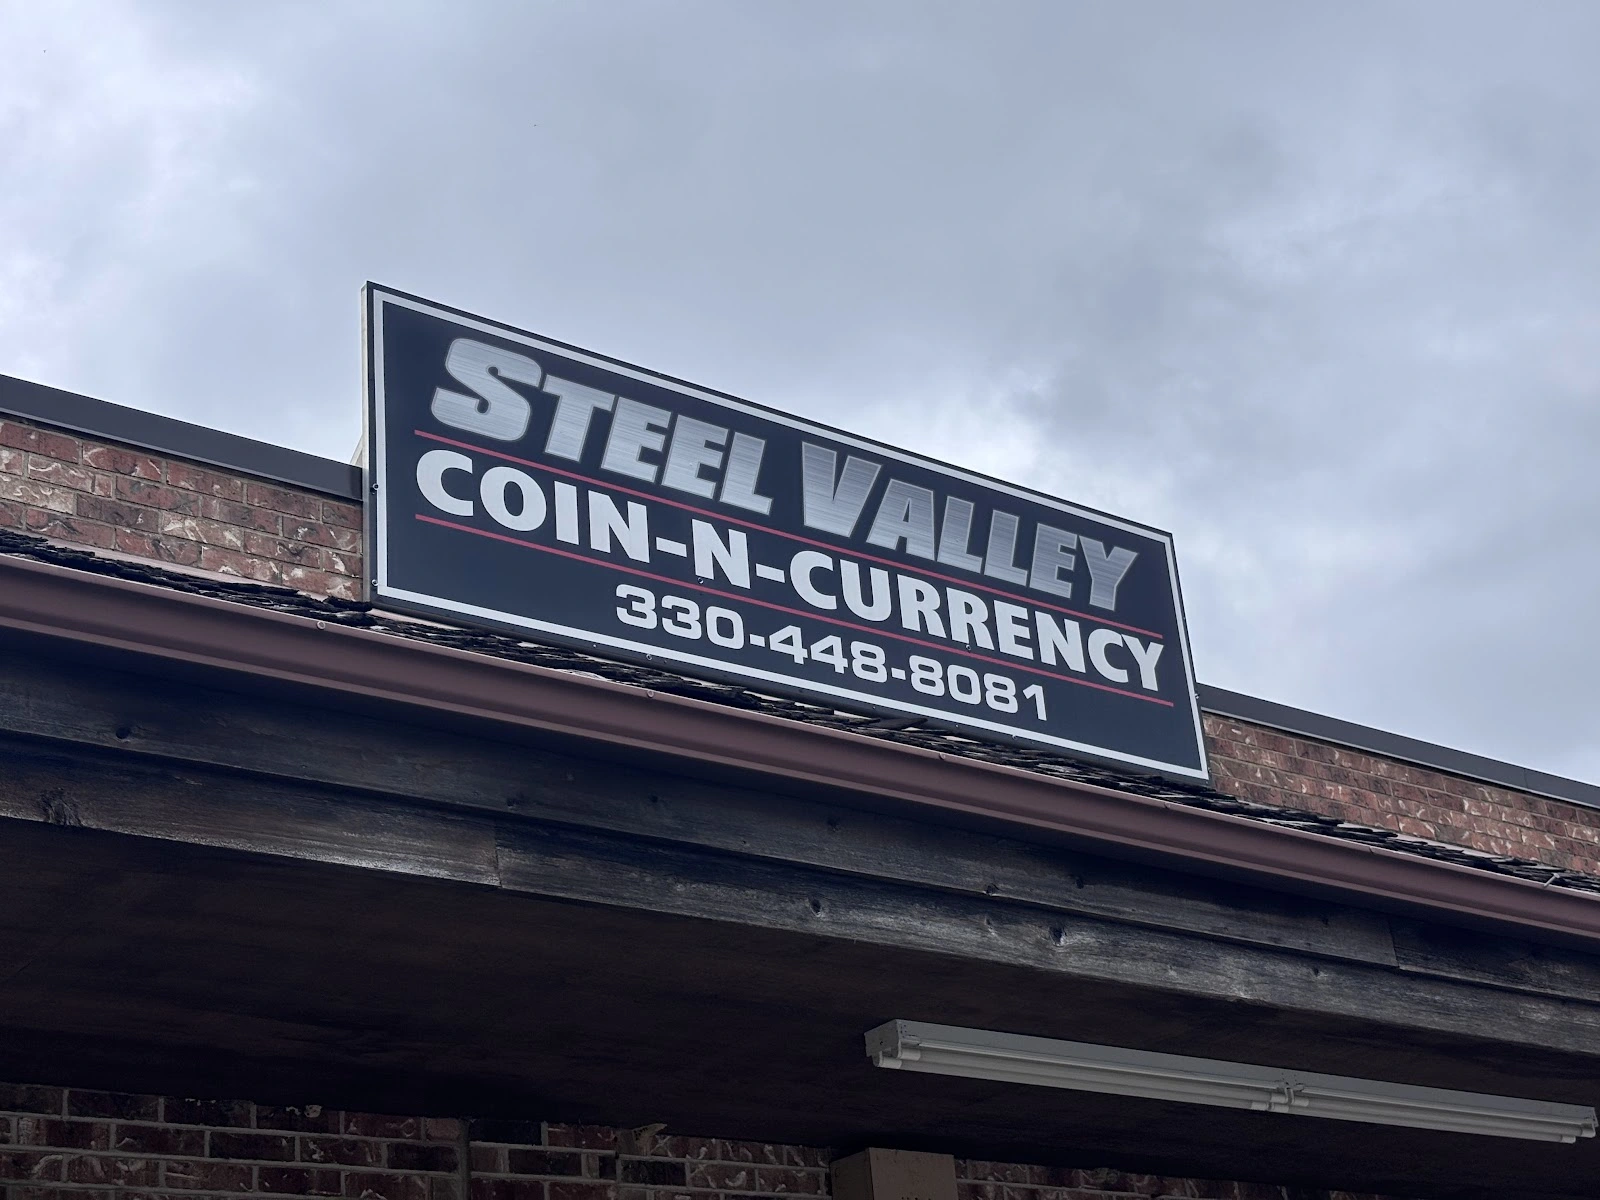 STEEL VALLEY
COIN-N-CURRENCY
330-448-8081